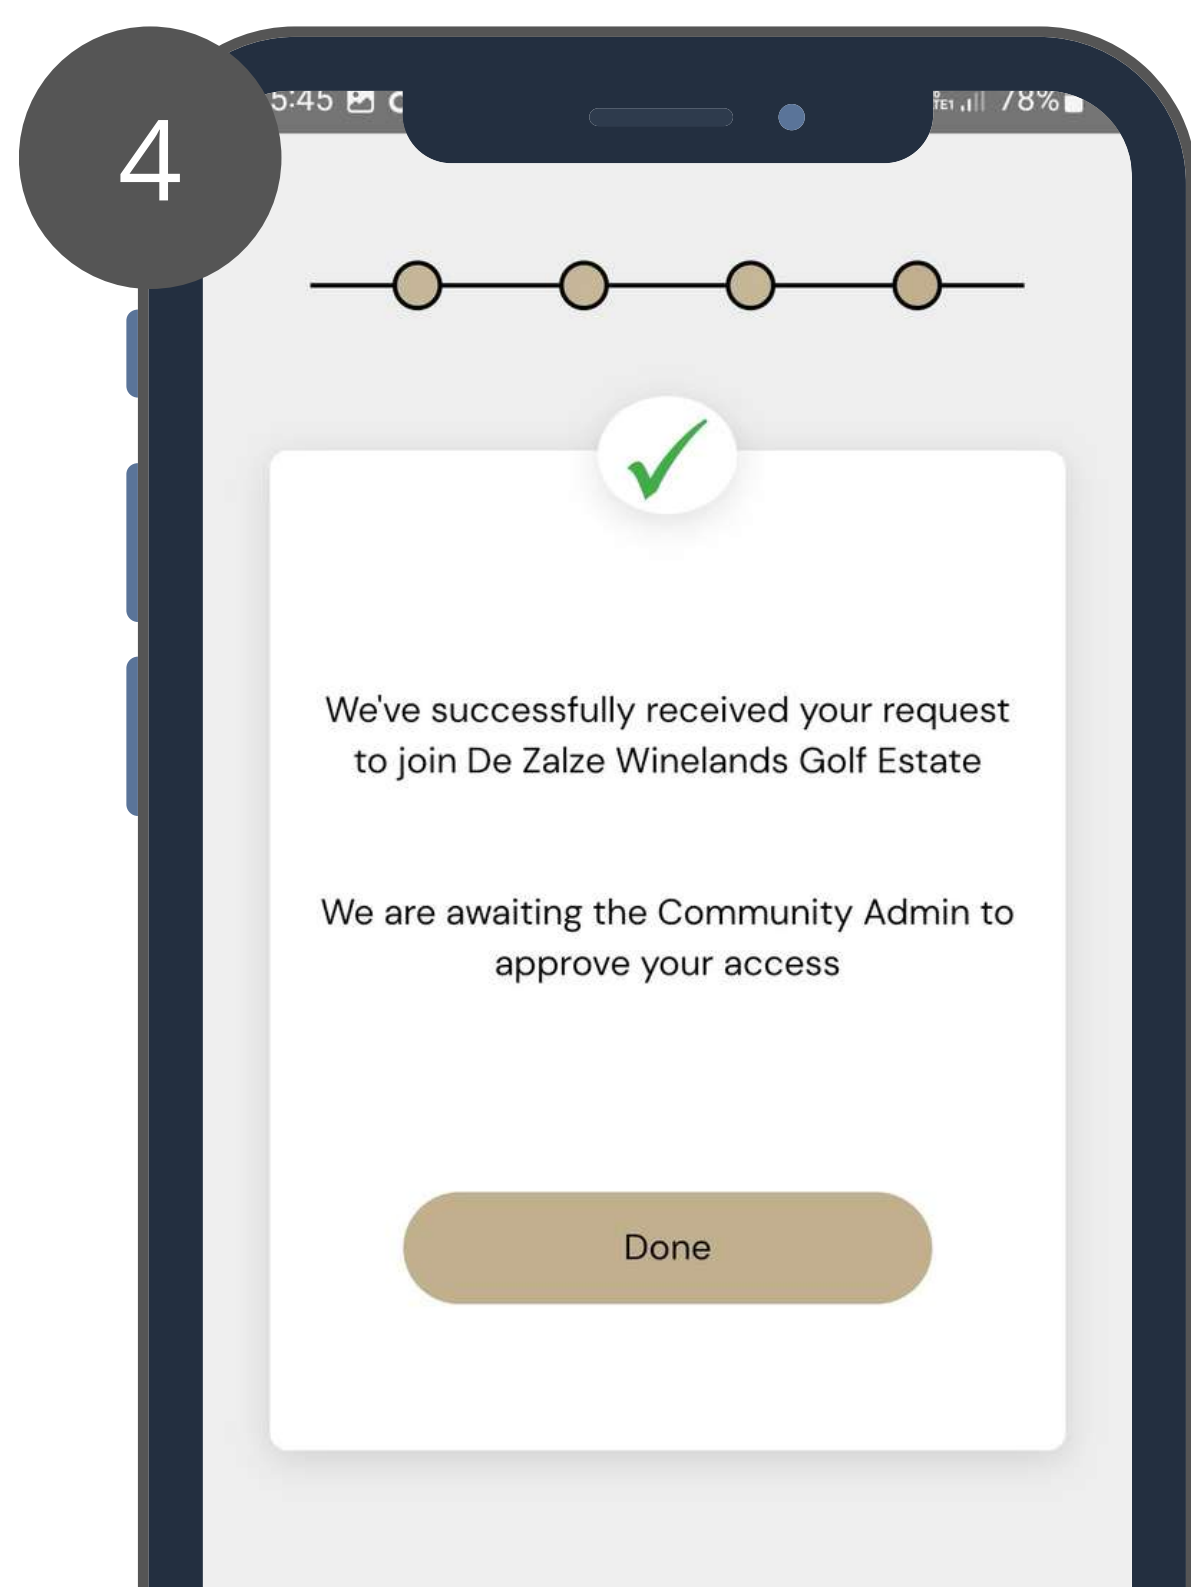 4
5:45
78%
We've successfully received your request
to join De Zalze Winelands Golf Estate
We are awaiting the Community Admin to
approve your access
Done